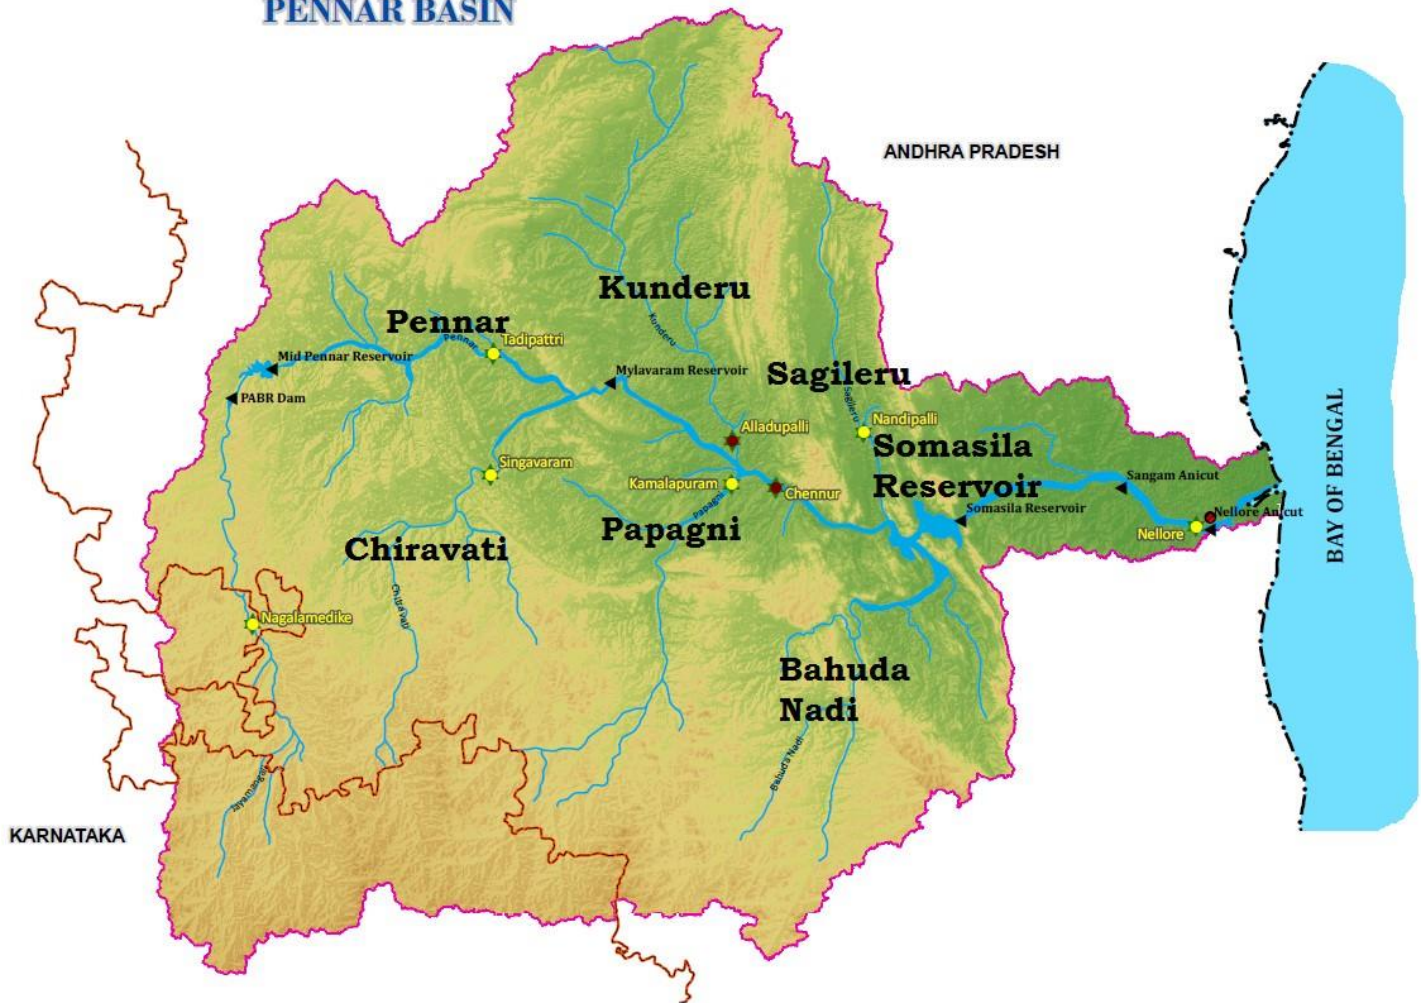 PENNAR BASIN
ANDHRA PRADESH
Kunderu
Pennar
Kunderu
Pennar
Tadipattri
Mid Pennar Reservoir
Mylavaram Reservoir
Sagileru
PABR Dam
Sagileru
Nandipalli
Alladupalli
Somasila
Reservoir
Singavaram
Sangam Anicut
Kamalapuram
Chennur
Papagni
Somasila Reservoir
Nellore Anicut
Papagni
Nellore
BAY OF BENGAL
Chiravati
Chitravati
Nagalamedike
Bahuda
Nadi
Bahuda Nadi
Jayamangali
KARNATAKA